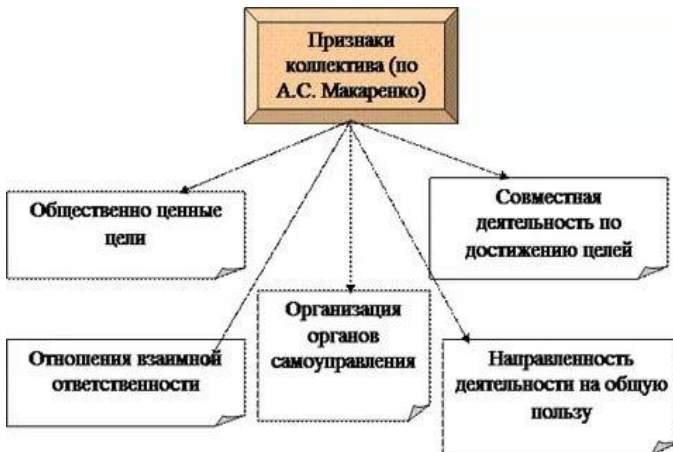 Признаки
коллектива (по
А.С. Макаренко)
Общественно ценные
цели
Совместная
деятельность по
достижению целей
Отношения взаимной
ответственности
Организация
органов
самоуправления
Направленность
деятельности на общую
пользу